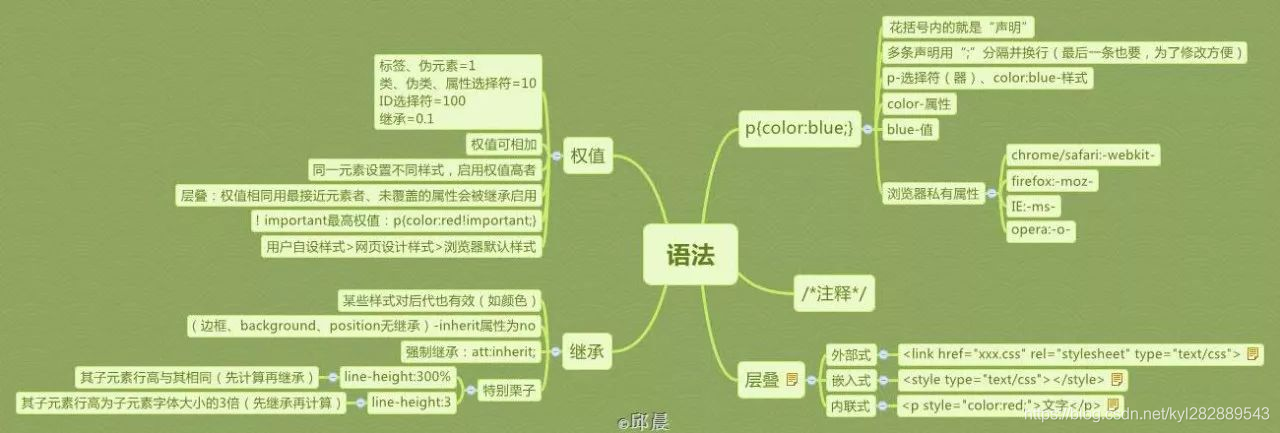 语法
权值
标签、伪元素=1
类、伪类、属性选择符=10
ID选择符=100
继承=0.1
权值可相加
同一元素设置不同样式，启用权值高者
层叠：权值相同用最接近元素者、未覆盖的属性会被继承启用
！important最高权值：p{color:red!important;}
用户自设样式>网页设计样式>浏览器默认样式
继承
某些样式对后代也有效（如颜色）
（边框、background、position无继承）-inherit属性为no
强制继承：att:inherit;
特别栗子
line-height:300%
其子元素行高与其相同（先计算再继承）
line-height:3
其子元素行高为子元素字体大小的3倍（先继承再计算）
p{color:blue;}
花括号内的就是“声明”
多条声明用“;”分隔并换行（最后一条也要，为了修改方便）
p-选择符（器）、color:blue-样式
color-属性
blue-值
浏览器私有属性
chrome/safari:-webkit-
firefox:-moz-
IE:-ms-
opera:-o-
/*注释*/
层叠
外部式
<link href="xxx.css" rel="stylesheet" type="text/css">
嵌入式
<style type="text/css"></style>
内联式
<p style="color:red;">文字</p>
@邱晨
https://blog.csdn.net/kyl282889543